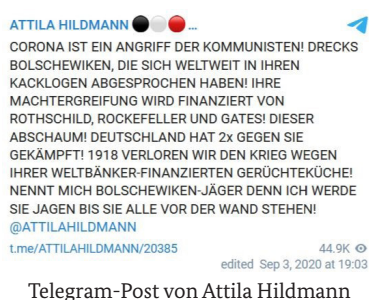 ATTILA HILDMANN ⚫⚪🔴 ...
CORONA IST EIN ANGRIFF DER KOMMUNISTEN! DRECKS
BOLSCHEWIKEN, DIE SICH WELTWEIT IN IHREN
KACKLOGEN ABGESPROCHEN HABEN! IHRE
MACHTERGREIFUNG WIRD FINANZIERT VON
ROTHSCHILD, ROCKEFELLER UND GATES! DIESER
ABSCHAUM! DEUTSCHLAND HAT 2x GEGEN SIE
GEKÄMPFT! 1918 VERLOREN WIR DEN KRIEG WEGEN
IHRER WELTBÄNKER-FINANZIERTEN GERÜCHTEKÜCHE!
NENNT MICH BOLSCHEWIKEN-JÄGER DENN ICH WERDE
SIE JAGEN BIS SIE ALLE VOR DER WAND STEHEN!
@ATTILAHILDMANN
t.me/ATTILAHILDMANN/20385 44.9K
edited Sep 3, 2020 at 19:03
Telegram-Post von Attila Hildmann